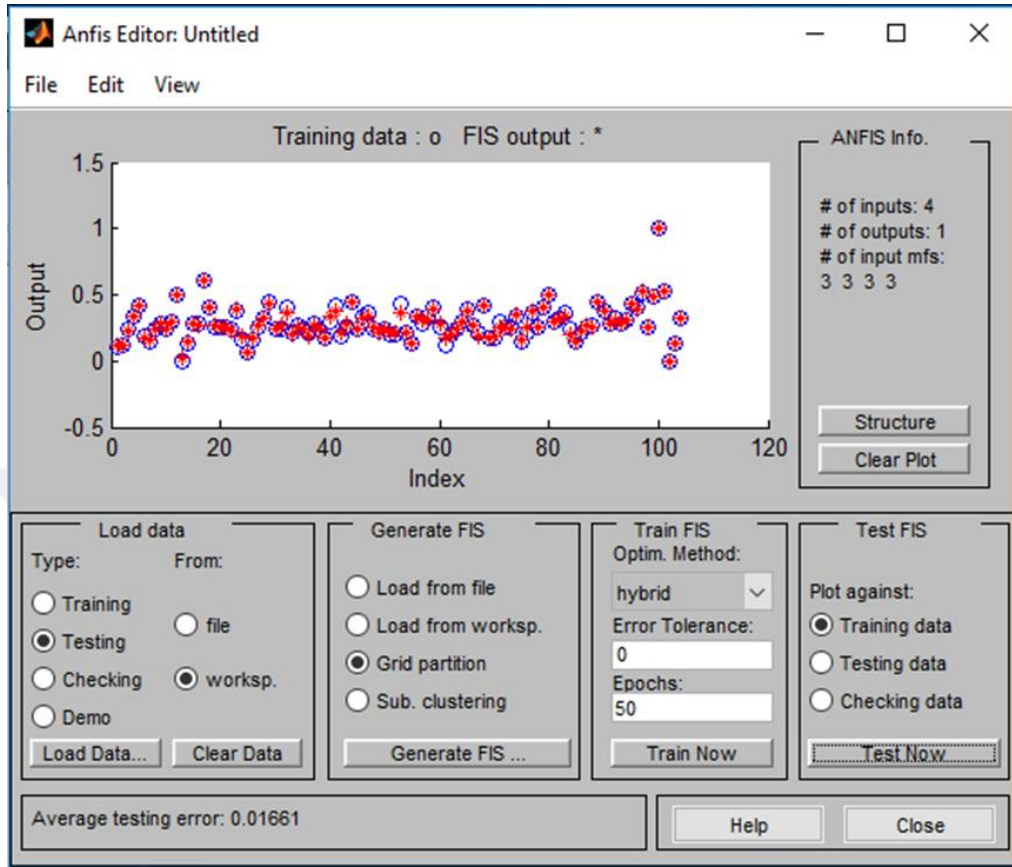 Anfis Editor: Untitled
File Edit View
Training data : o FIS output : *
1.5
1
0.5
0
-0.5
Output
0 20 40 60 80 100 120
Index
ANFIS Info.
# of inputs: 4
# of outputs: 1
# of input mfs:
3 3 3 3
Structure
Clear Plot
Load data
Type: From:
Training
Testing
Checking
Demo
file
worksp.
Load Data... Clear Data
Generate FIS
Load from file
Load from worksp.
Grid partition
Sub. clustering
Generate FIS ...
Train FIS
Optim. Method:
hybrid
Error Tolerance:
0
Epochs:
50
Train Now
Test FIS
Plot against:
Training data
Testing data
Checking data
Test Now
Average testing error: 0.01661
Help Close